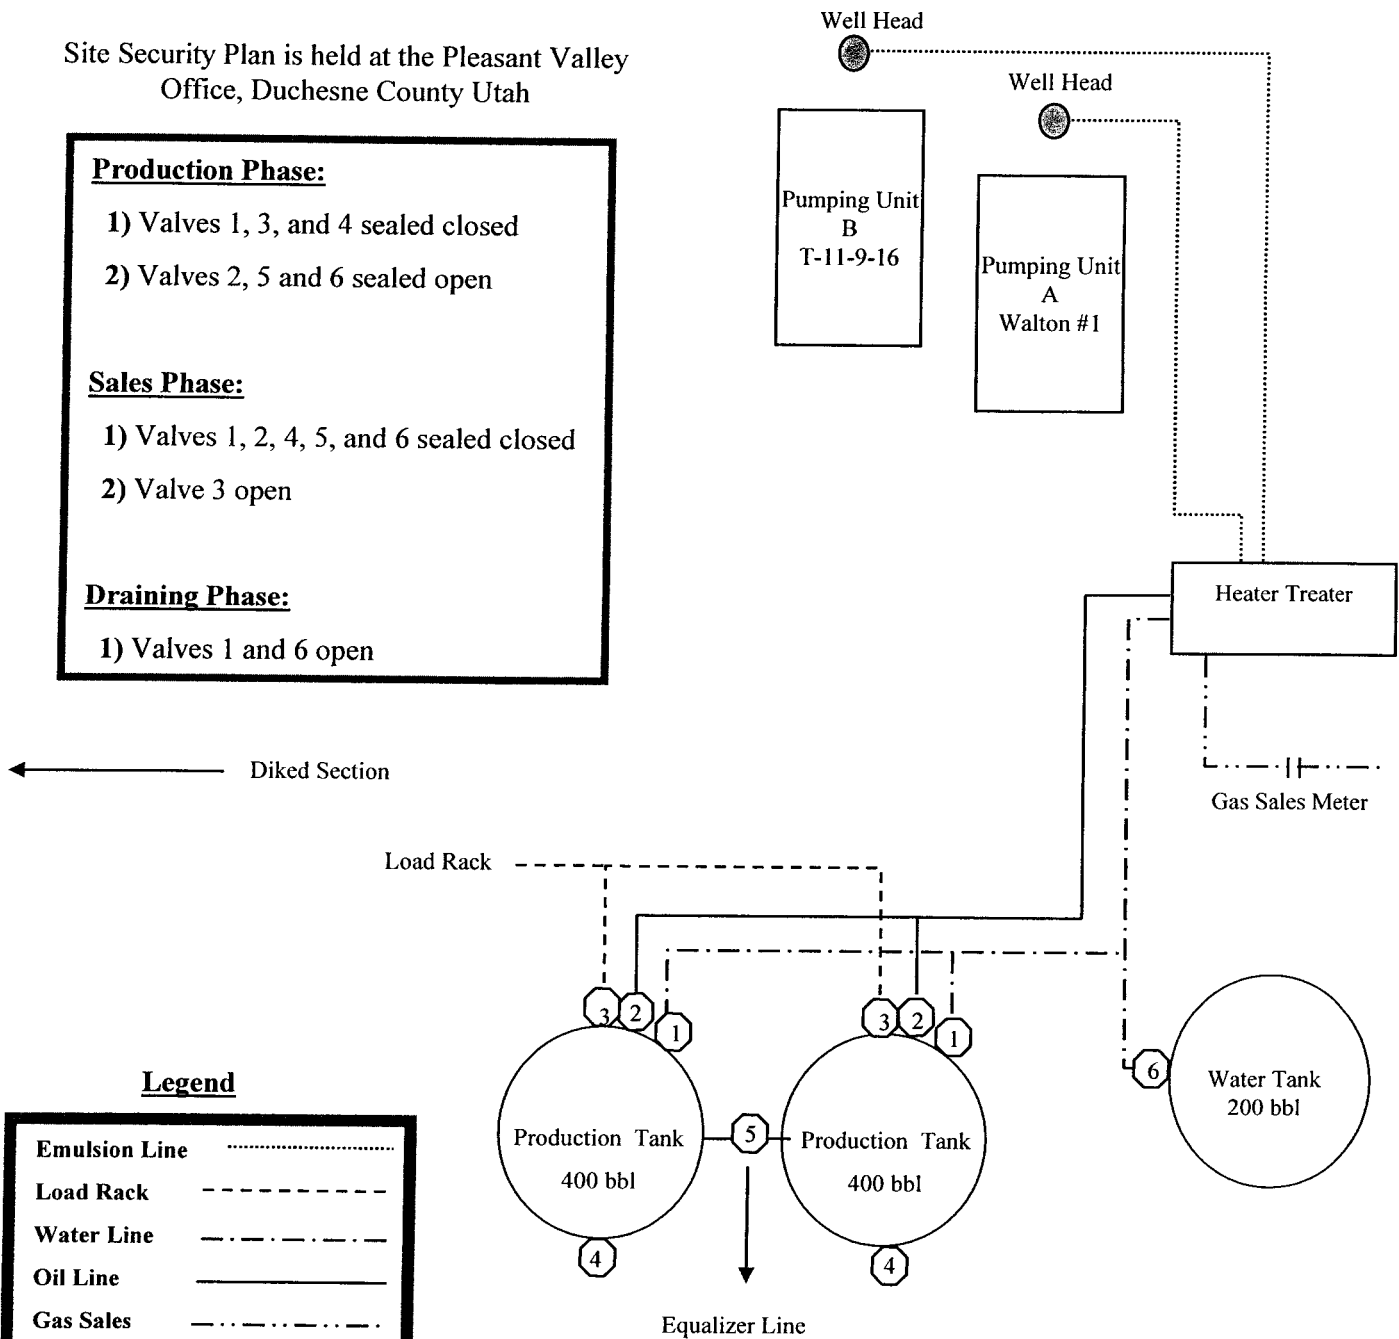 Site Security Plan is held at the Pleasant Valley
Office, Duchesne County Utah
Production Phase:
1) Valves 1, 3, and 4 sealed closed
2) Valves 2, 5 and 6 sealed open
Sales Phase:
1) Valves 1, 2, 4, 5, and 6 sealed closed
2) Valve 3 open
Draining Phase:
1) Valves 1 and 6 open
Well Head
Well Head
Pumping Unit
B
T-11-9-16
Pumping Unit
A
Walton #1
Heater Treater
Gas Sales Meter
Diked Section
Load Rack
3
2
1
3
2
1
6
Water Tank
200 bbl
Production Tank
400 bbl
5
Production Tank
400 bbl
4
4
Equalizer Line
Legend
Emulsion Line
Load Rack
Water Line
Oil Line
Gas Sales